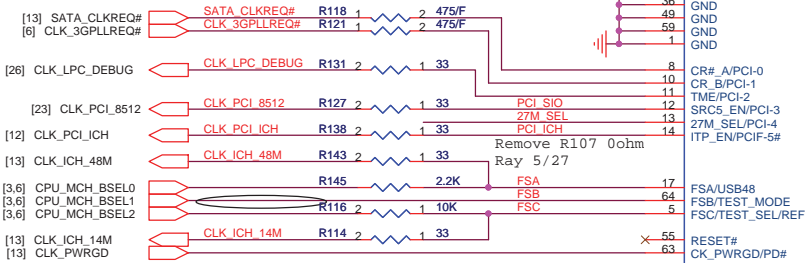 36 GND
[13] SATA_CLKREQ# SATA_CLKREQ# R118 1 2 475/F 49 GND
[6] CLK_3GPLLREQ# CLK_3GPLLREQ# R121 1 2 475/F 59 GND
1 GND
[26] CLK_LPC_DEBUG CLK_LPC_DEBUG R131 2 1 33 8 CR#_A/PCI-0
10 CR_B/PCI-1
11 TME/PCI-2
[23] CLK_PCI_8512 CLK_PCI_8512 R127 2 1 33 PCI_SIO 12 SRC5_EN/PCI-3
27M_SEL 13 27M_SEL/PCI-4
[12] CLK_PCI_ICH CLK_PCI_ICH R138 2 1 33 PCI_ICH 14 ITP_EN/PCIF-5#
Remove R107 0ohm
[13] CLK_ICH_48M CLK_ICH_48M R143 2 1 33 Ray 5/27
[3,6] CPU_MCH_BSEL0 R145 2 1 2.2K FSA 17 FSA/USB48
[3,6] CPU_MCH_BSEL1 FSB 64 FSB/TEST_MODE
[3,6] CPU_MCH_BSEL2 R116 2 1 10K FSC 5 FSC/TEST_SEL/REF
[13] CLK_ICH_14M CLK_ICH_14M R114 2 1 33 55 RESET#
[13] CLK_PWRGD 63 CK_PWRGD/PD#